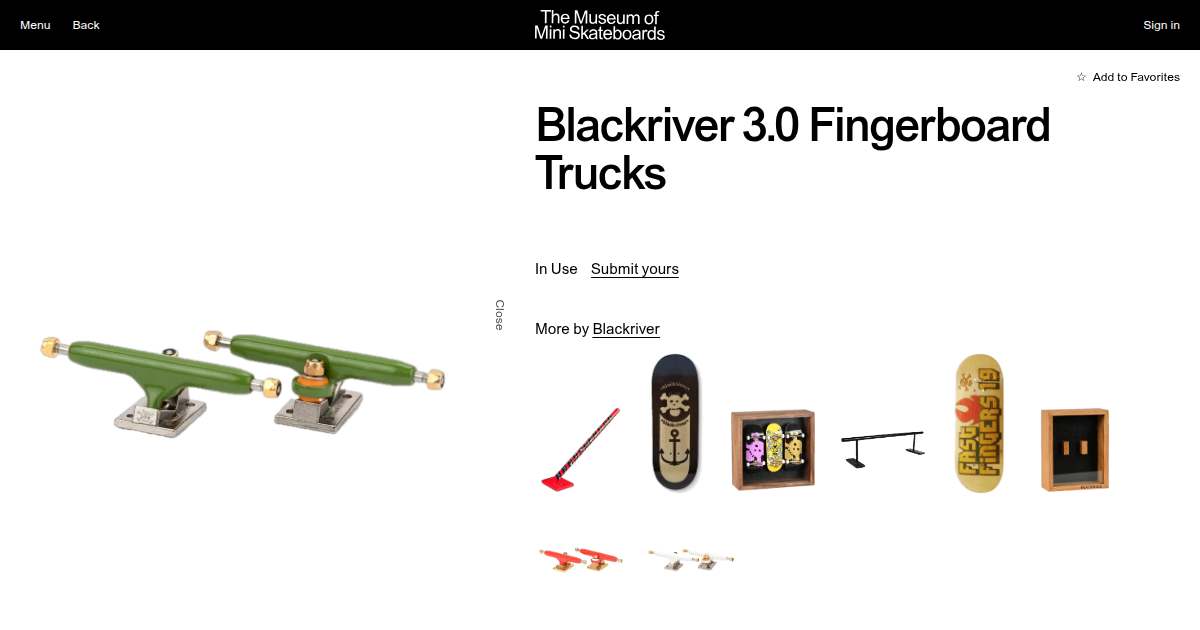 Menu
Back
The Museum of
Mini Skateboards
Sign in
☆ Add to Favorites
Blackriver 3.0 Fingerboard
Trucks
In Use
Submit yours
Close
More by Blackriver
FAST
FINGERS 19